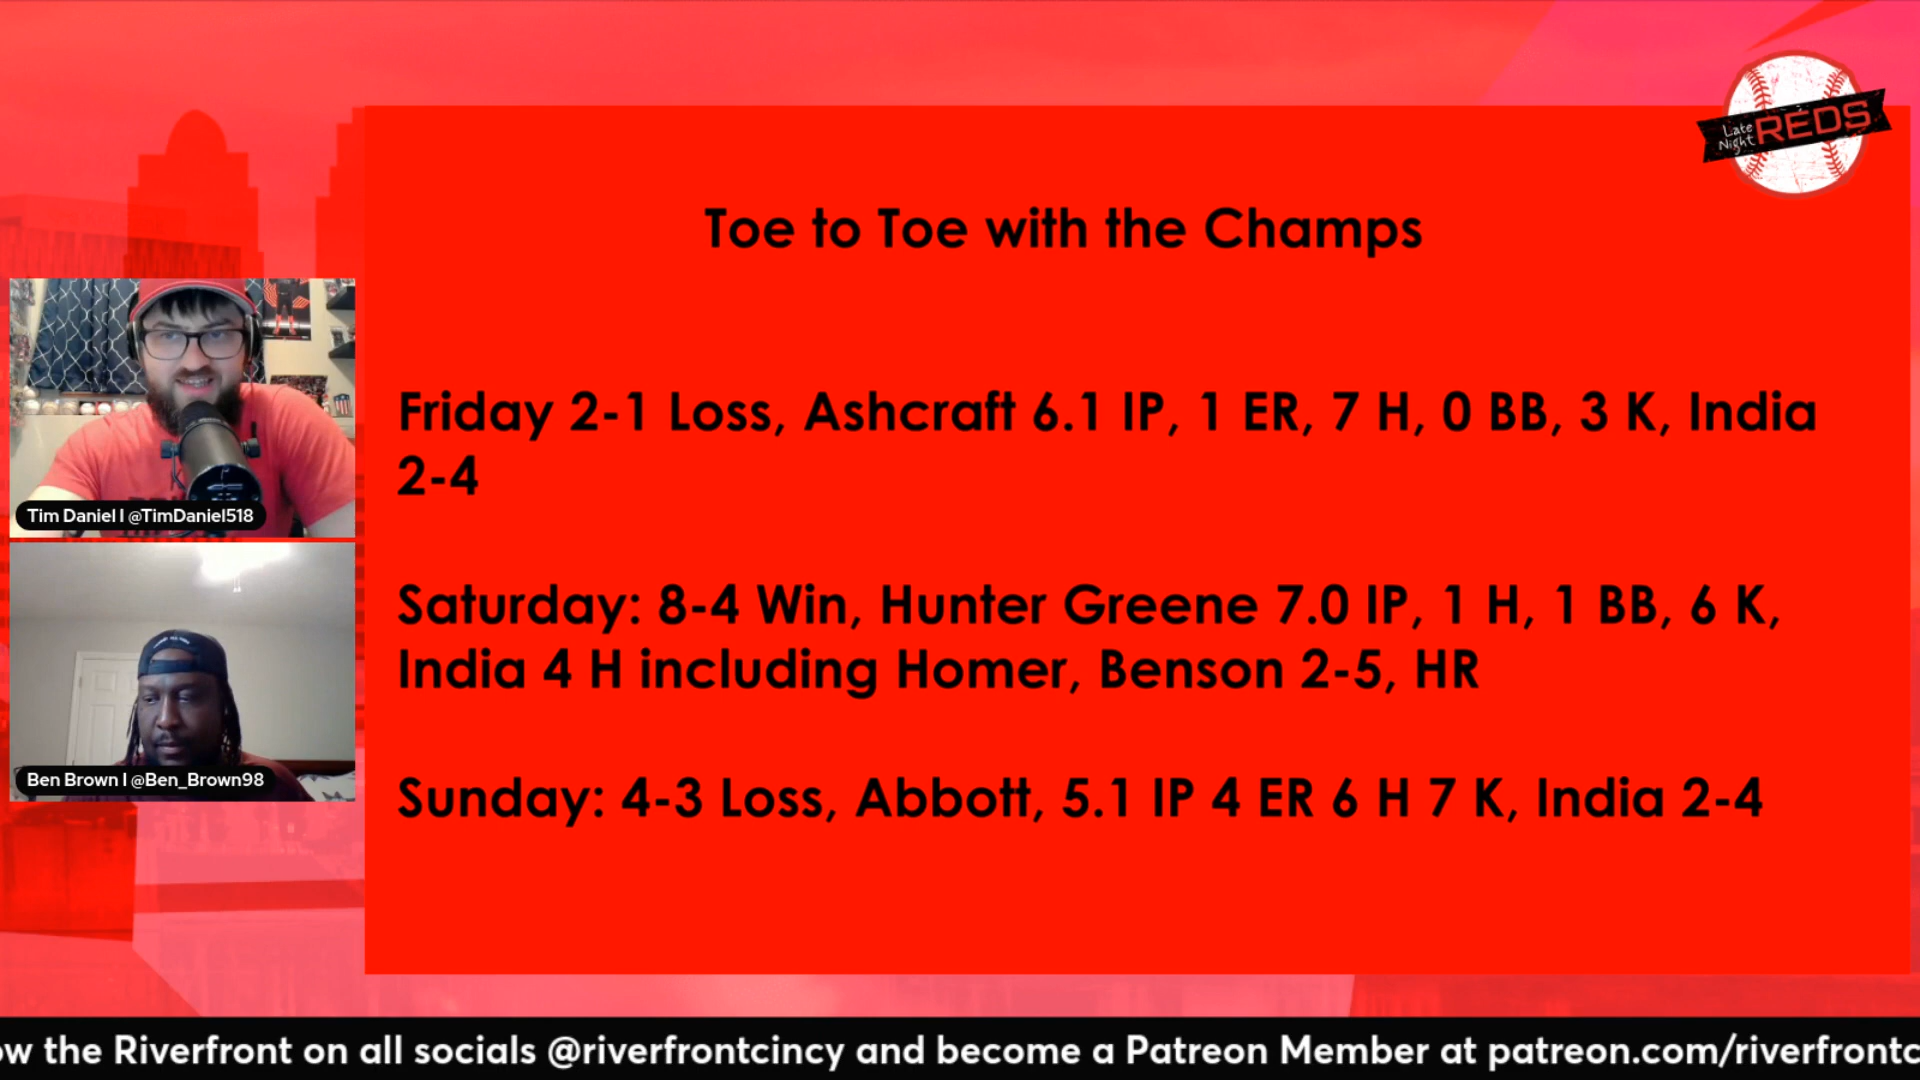 Late
Night
REDS
Toe to Toe with the Champs
Friday 2-1 Loss, Ashcraft 6.1 IP, 1 ER, 7 H, 0 BB, 3 K, India
2-4
Saturday: 8-4 Win, Hunter Greene 7.0 IP, 1 H, 1 BB, 6 K,
India 4 H including Homer, Benson 2-5, HR
Sunday: 4-3 Loss, Abbott, 5.1 IP 4 ER 6 H 7 K, India 2-4
Tim Daniel I @TimDaniel518
Ben Brown I @Ben_Brown98
ow the Riverfront on all socials @riverfrontcincy and become a Patreon Member at patreon.com/riverfrontc